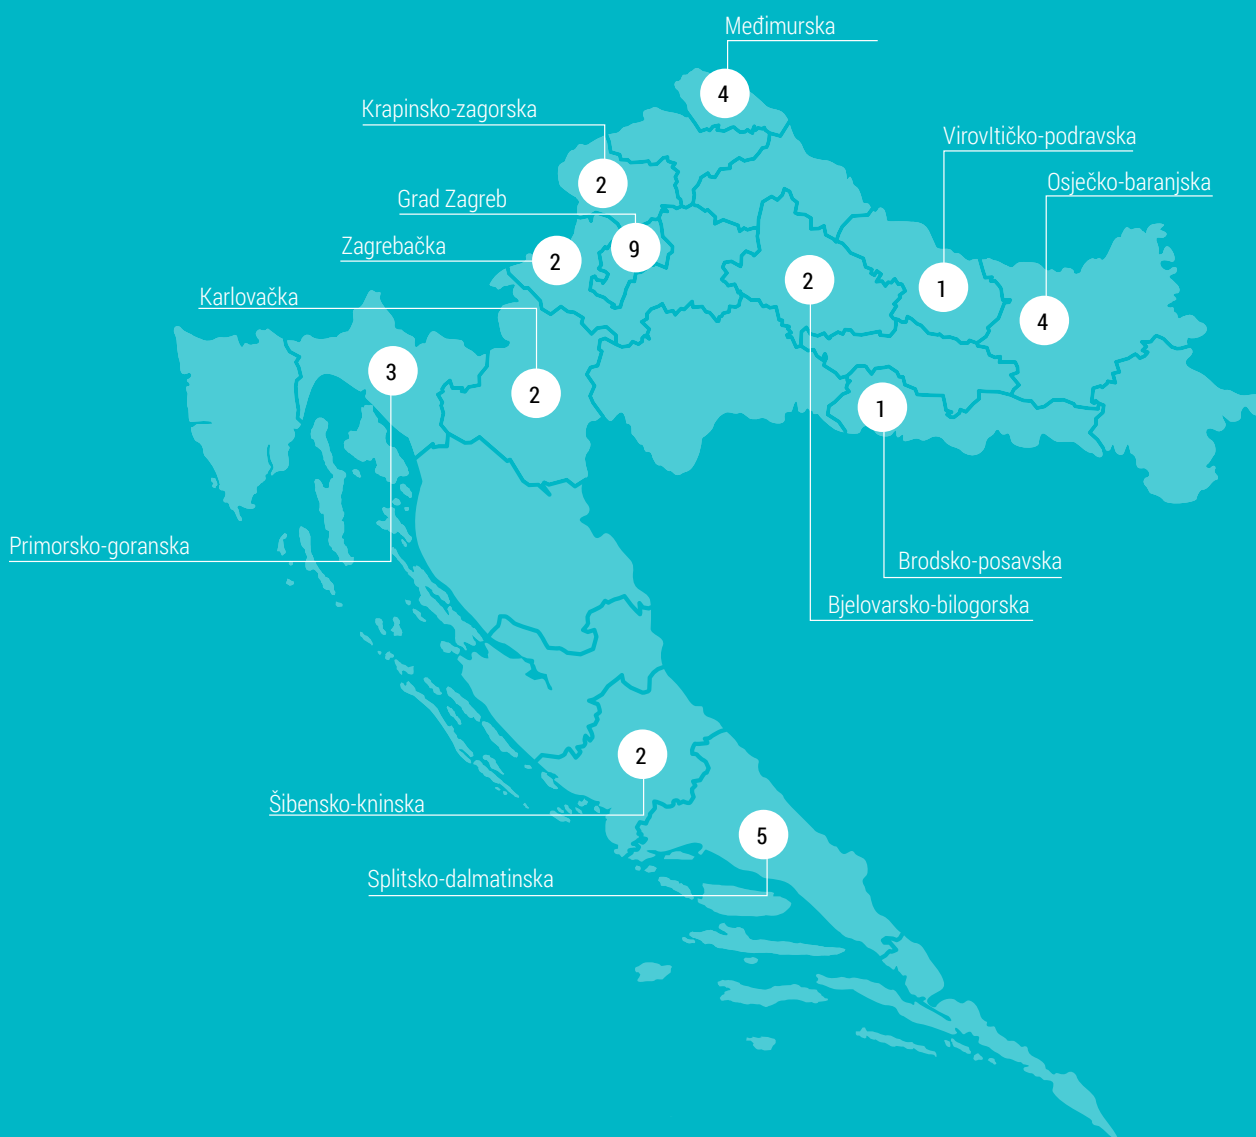 Međimurska
4
Krapinsko-zagorska
2
VirovItičko-podravska
1
Osječko-baranjska
4
Grad Zagreb
9
Zagrebačka
2
Karlovačka
2
2
3
1
Primorsko-goranska
Brodsko-posavska
Bjelovarsko-bilogorska
2
Šibensko-kninska
5
Splitsko-dalmatinska